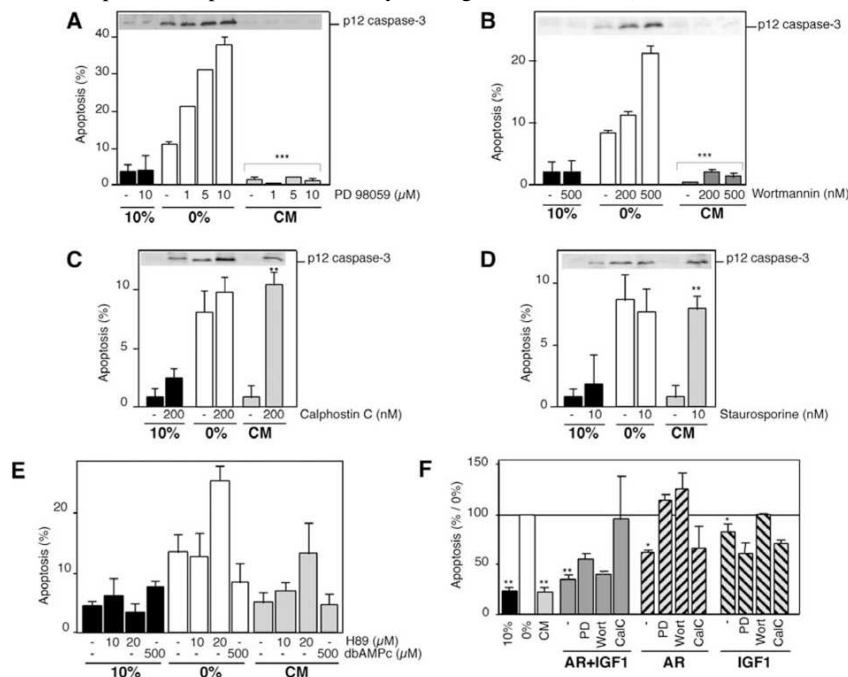 A
p12 caspase-3
Apoptosis (%)
40
30
20
10
0
- 10 - 1 5 10 - 1 5 10 PD 98059 (µM)
10% 0% CM
***
B
p12 caspase-3
Apoptosis (%)
20
10
0
- 500 - 200 500 - 200 500 Wortmannin (nM)
10% 0% CM
***
C
p12 caspase-3
Apoptosis (%)
10
5
0
**
- 200 - 200 - 200 Calphostin C (nM)
10% 0% CM
D
p12 caspase-3
Apoptosis (%)
10
5
0
**
- 10 - 10 - 10 Staurosporine (nM)
10% 0% CM
E
Apoptosis (%)
20
10
0
- 10 20 - - 10 20 - - 10 20 - H89 (µM)
- - - 500 - - - 500 - - - 500 dbAMPc (µM)
10% 0% CM
F
Apoptosis (% / 0%)
150
100
50
0
** ** ** * *
10% 0% CM - PD Wort CalC - PD Wort CalC - PD Wort CalC
AR+IGF1 AR IGF1